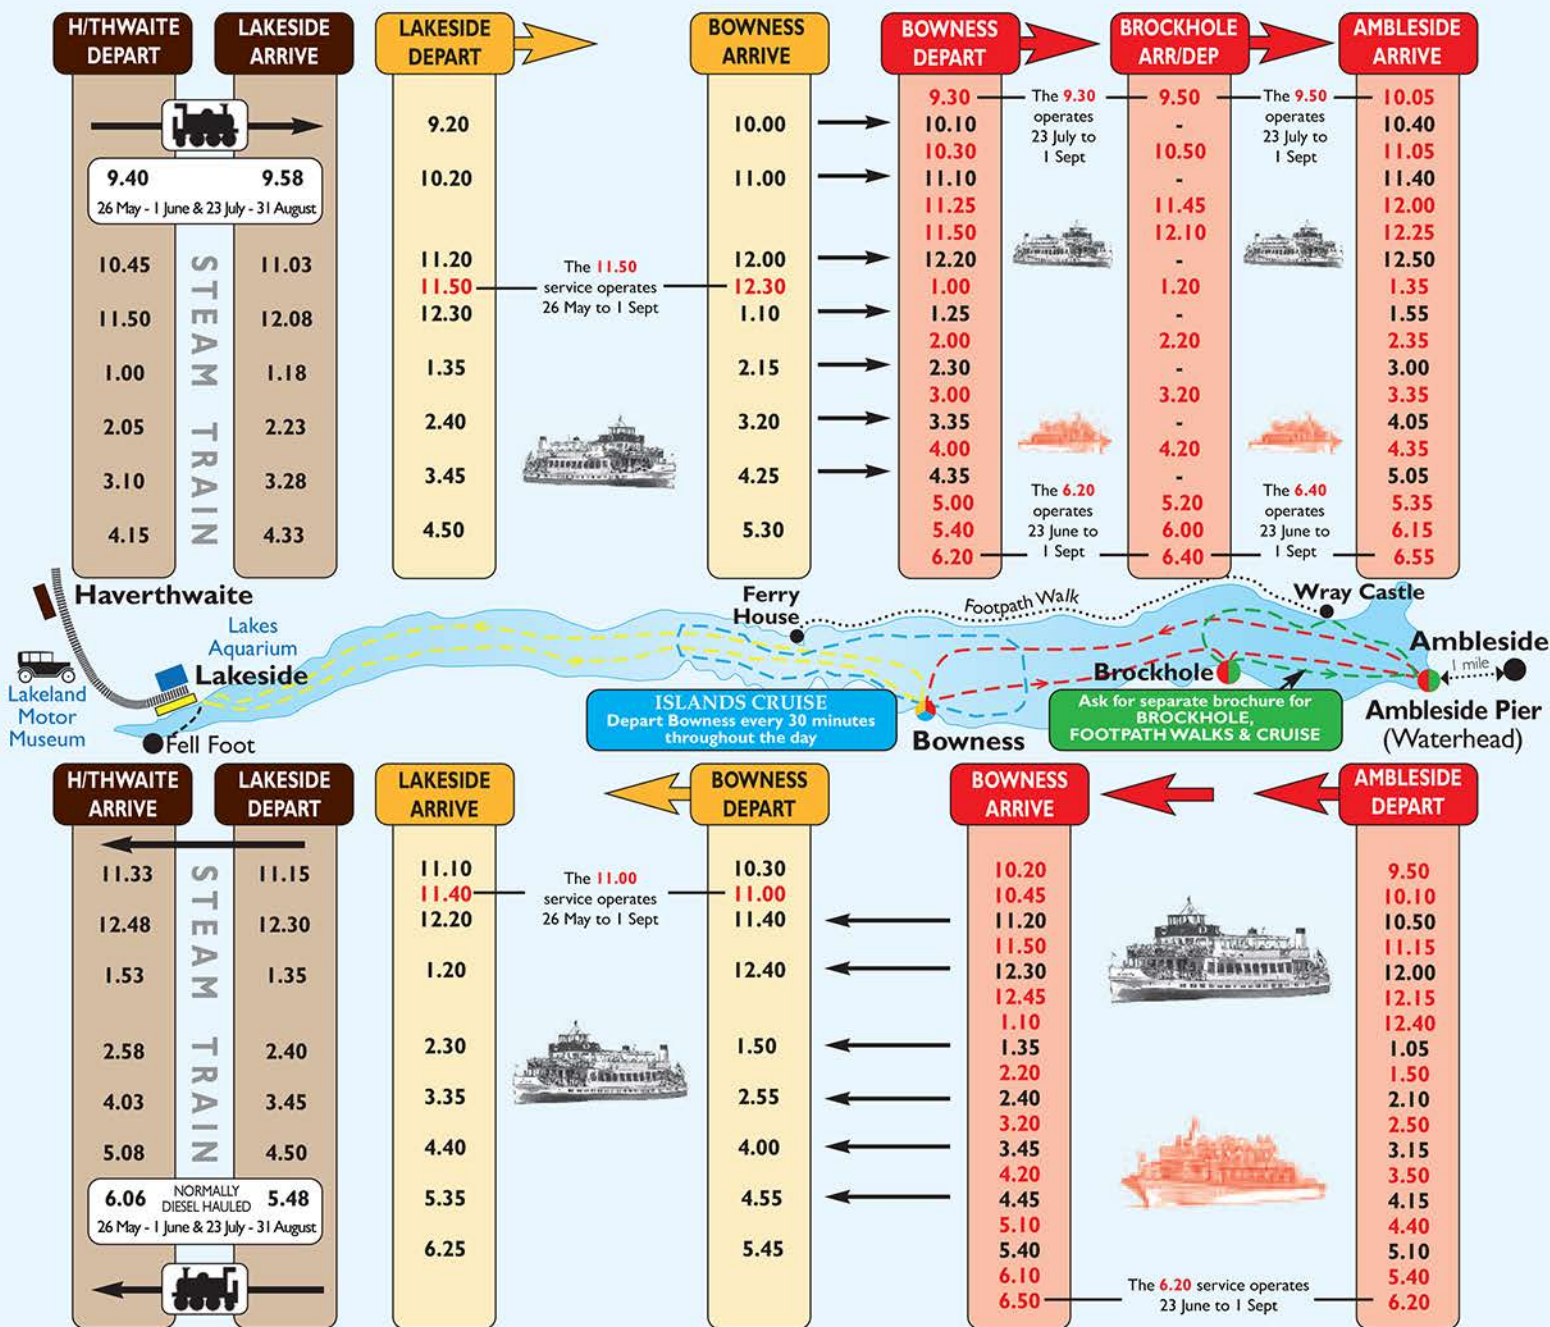 H/THWAITE DEPART
LAKESIDE ARRIVE
LAKESIDE DEPART
BOWNESS ARRIVE
BOWNESS DEPART
BROCKHOLE ARR/DEP
AMBLESIDE ARRIVE
9.30 The 9.30 9.50 The 9.50 10.05
operates operates
9.20 10.00 10.10 - 10.40
23 July to 23 July to
1 Sept 1 Sept
10.30 10.50 11.05
9.40 9.58 10.20 11.00 11.10 - 11.40
26 May - 1 June & 23 July - 31 August
11.25 11.45 12.00
11.50 12.10 12.25
10.45 11.03 11.20 12.00 12.20 - 12.50
The 11.50
11.50 service operates 12.30 1.00 1.20 1.35
26 May to 1 Sept
11.50 12.08 12.30 1.10 1.25 - 1.55
2.00 2.20 2.35
1.00 1.18 1.35 2.15 2.30 - 3.00
3.00 3.20 3.35
2.05 2.23 2.40 3.20 3.35 - 4.05
4.00 4.20 4.35
3.10 3.28 3.45 4.25 4.35 - 5.05
The 6.20 The 6.40
5.00 operates 5.20 operates 5.35
4.15 4.33 4.50 5.30 5.40 23 June to 6.00 23 June to 6.15
6.20 1 Sept 6.40 1 Sept 6.55
STEAM TRAIN
Haverthwaite
Ferry
House
Footpath Walk
Wray Castle
Lakes
Aquarium
Lakeside
Ambleside
1 mile
Brockhole
Lakeland
Motor
Museum
Fell Foot
ISLANDS CRUISE
Depart Bowness every 30 minutes
throughout the day
Bowness
Ask for separate brochure for
BROCKHOLE,
FOOTPATH WALKS & CRUISE
Ambleside Pier
(Waterhead)
H/THWAITE ARRIVE
LAKESIDE DEPART
LAKESIDE ARRIVE
BOWNESS DEPART
BOWNESS ARRIVE
AMBLESIDE DEPART
11.33 11.15 11.10 10.30 10.20 9.50
The 11.00
11.40 service operates 11.00 10.45 10.10
12.48 12.30 12.20 26 May to 1 Sept 11.40 11.20 10.50
11.50 11.15
1.53 1.35 1.20 12.40 12.30 12.00
12.45 12.15
1.10 12.40
2.58 2.40 2.30 1.50 1.35 1.05
2.20 1.50
4.03 3.45 3.35 2.55 2.40 2.10
3.20 2.50
5.08 4.50 4.40 4.00 3.45 3.15
4.20 3.50
6.06 NORMALLY DIESEL HAULED 5.48 5.35 4.55 4.45 4.15
26 May - 1 June & 23 July - 31 August
5.10 4.40
6.25 5.45 5.40 5.10
6.10 5.40
The 6.20 service operates
6.50 23 June to 1 Sept 6.20
STEAM TRAIN